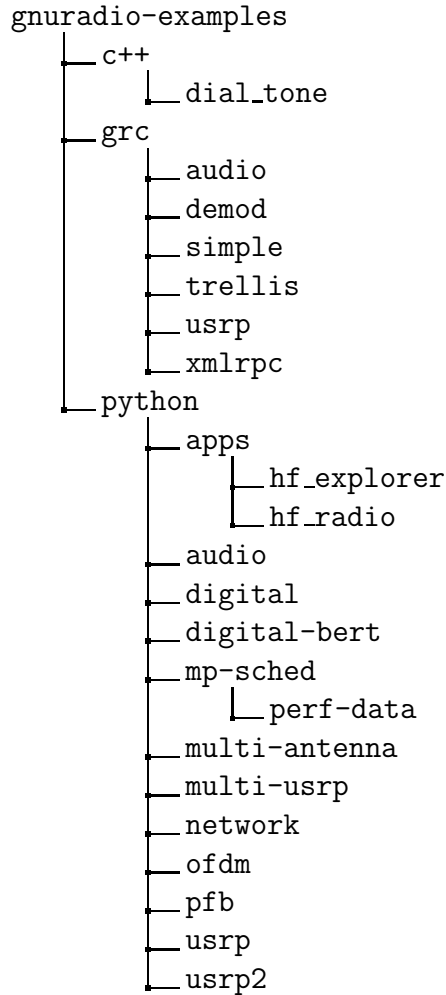 gnuradio-examples
c++
dial_tone
grc
audio
demod
simple
trellis
usrp
xmlrpc
python
apps
hf_explorer
hf_radio
audio
digital
digital-bert
mp-sched
perf-data
multi-antenna
multi-usrp
network
ofdm
pfb
usrp
usrp2